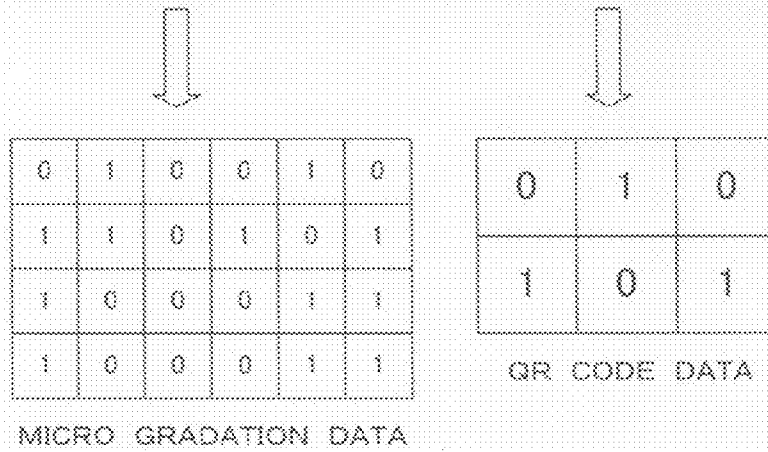 0 1 0 0 1 0
1 1 0 1 0 1
1 0 0 0 1 1
1 0 0 0 1 1
MICRO GRADATION DATA
0 1 0
1 0 1
QR CODE DATA